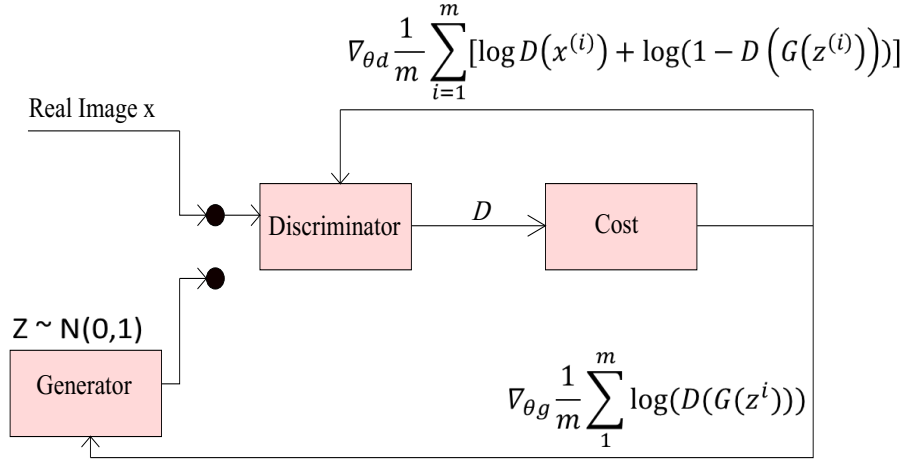 ∇θd 1/m ∑_{i=1}^{m} [log D(x^{(i)}) + log(1 − D(G(z^{(i)})))]
Real Image x
Discriminator
D
Cost
Z ~ N(0,1)
Generator
∇θg 1/m ∑_{1}^{m} log(D(G(z^{i})))